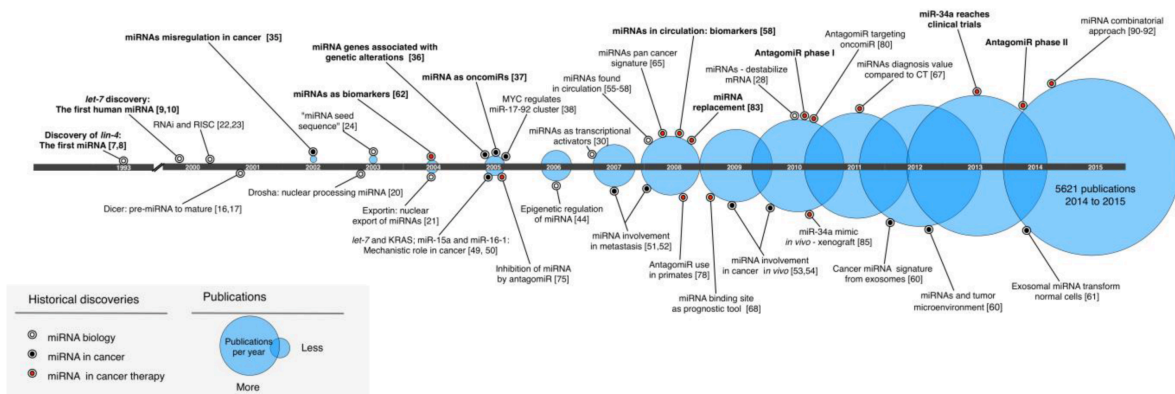 miRNAs misregulation in cancer [35]
miRNA genes associated with
genetic alterations [36]
miRNA as oncomiRs [37]
MYC regulates
miR-17-92 cluster [38]
let-7 discovery:
The first human miRNA [9,10]
miRNAs as biomarkers [62]
Discovery of lin-4:
The first miRNA [7,8]
RNAi and RISC [22,23]
"miRNA seed
sequence" [24]
miRNAs found
in circulation [55-58]
miRNAs as transcriptional
activators [30]
miRNAs pan cancer
signature [65]
miRNAs in circulation: biomarkers [58]
miRNA
replacement [83]
AntagomiR phase I
miRNAs - destabilize
mRNA [28]
AntagomiR targeting
oncomiR [80]
miRNAs diagnosis value
compared to CT [67]
miR-34a reaches
clinical trials
AntagomiR phase II
miRNA combinatorial
approach [90-92]
1993
2000
2001
2002
2003
2004
2005
2006
2007
2008
2009
2010
2011
2012
2013
2014
2015
5621 publications
2014 to 2015
Dicer: pre-miRNA to mature [16,17]
Drosha: nuclear processing miRNA [20]
Exportin: nuclear
export of miRNAs [21]
let-7 and KRAS; miR-15a and miR-16-1:
Mechanistic role in cancer [49, 50]
Inhibition of miRNA
by antagomiR [75]
Epigenetic regulation
of miRNA [44]
miRNA involvement
in metastasis [51,52]
AntagomiR use
in primates [78]
miRNA binding site
as prognostic tool [68]
miRNA involvement
in cancer in vivo [53,54]
miR-34a mimic
in vivo - xenograft [85]
Cancer miRNA signature
from exosomes [60]
miRNAs and tumor
microenvironment [60]
Exosomal miRNA transform
normal cells [61]
Historical discoveries
miRNA biology
miRNA in cancer
miRNA in cancer therapy
Publications
Publications
per year
Less
More